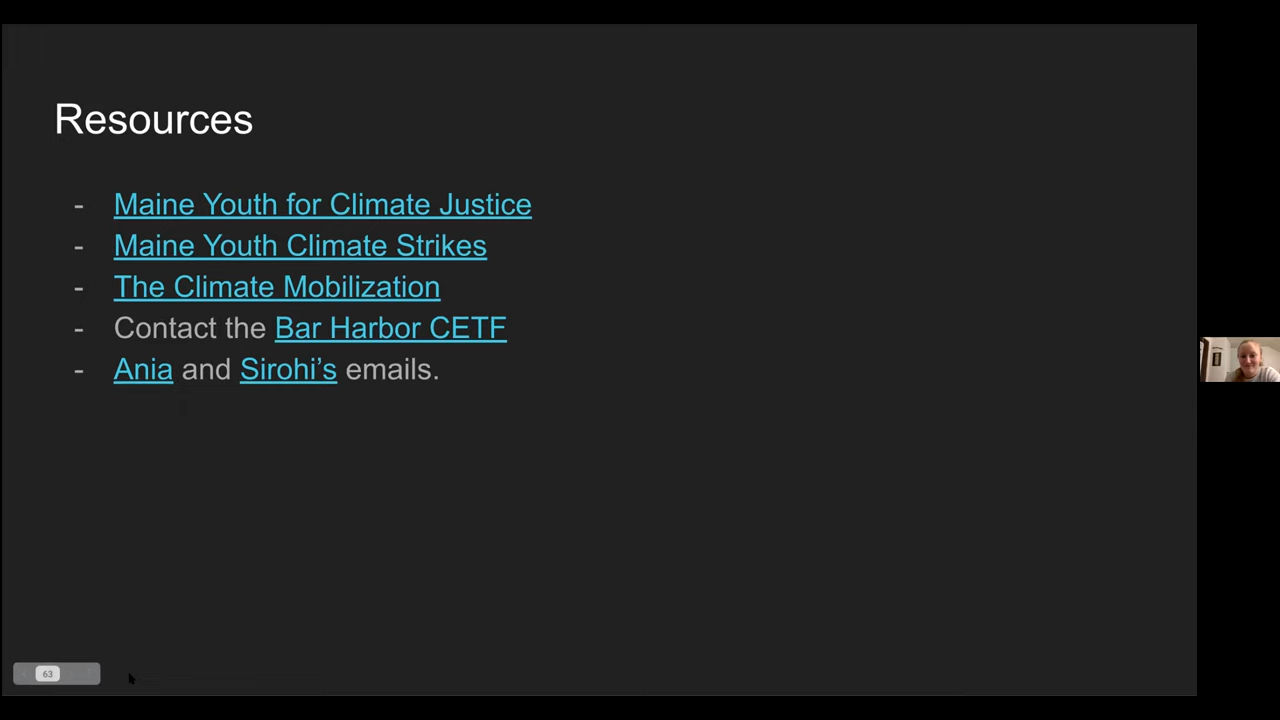 Resources
- Maine Youth for Climate Justice
- Maine Youth Climate Strikes
- The Climate Mobilization
- Contact the Bar Harbor CETF
- Ania and Sirohi’s emails.
63